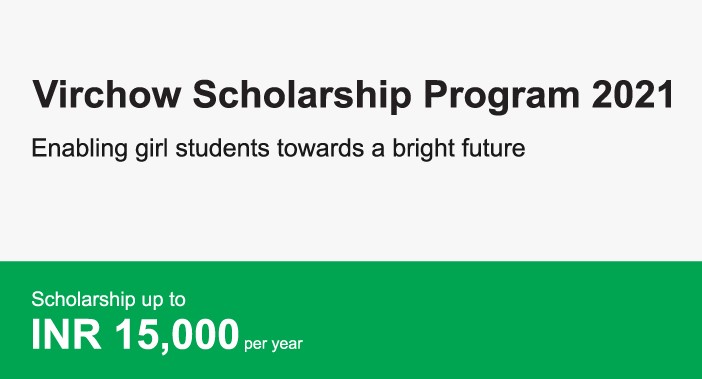 Virchow Scholarship Program 2021
Enabling girl students towards a bright future
Scholarship up to
INR 15,000 per year